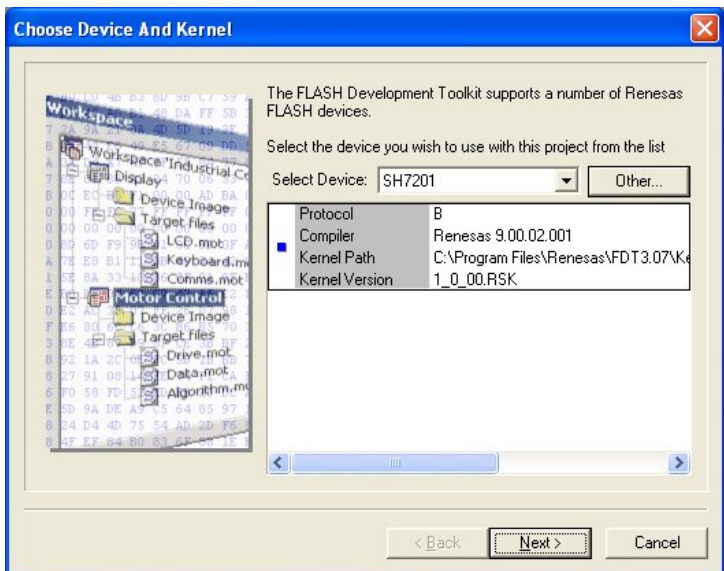 Choose Device And Kernel
Workspace
Workspace "Industrial Co
Display
Device Image
Target Files
LCD.mot
Keyboard.mo
Comms.mot
Motor Control
Device Image
Target Files
Drive.mot
Data.mot
Algorithm.mo
The FLASH Development Toolkit supports a number of Renesas
FLASH devices.
Select the device you wish to use with this project from the list
Select Device: SH7201 Other...
Protocol B
Compiler Renesas 9.00.02.001
Kernel Path C:\Program Files\Renesas\FDT3.07\Ke
Kernel Version 1_0_00.RSK
< Back Next > Cancel